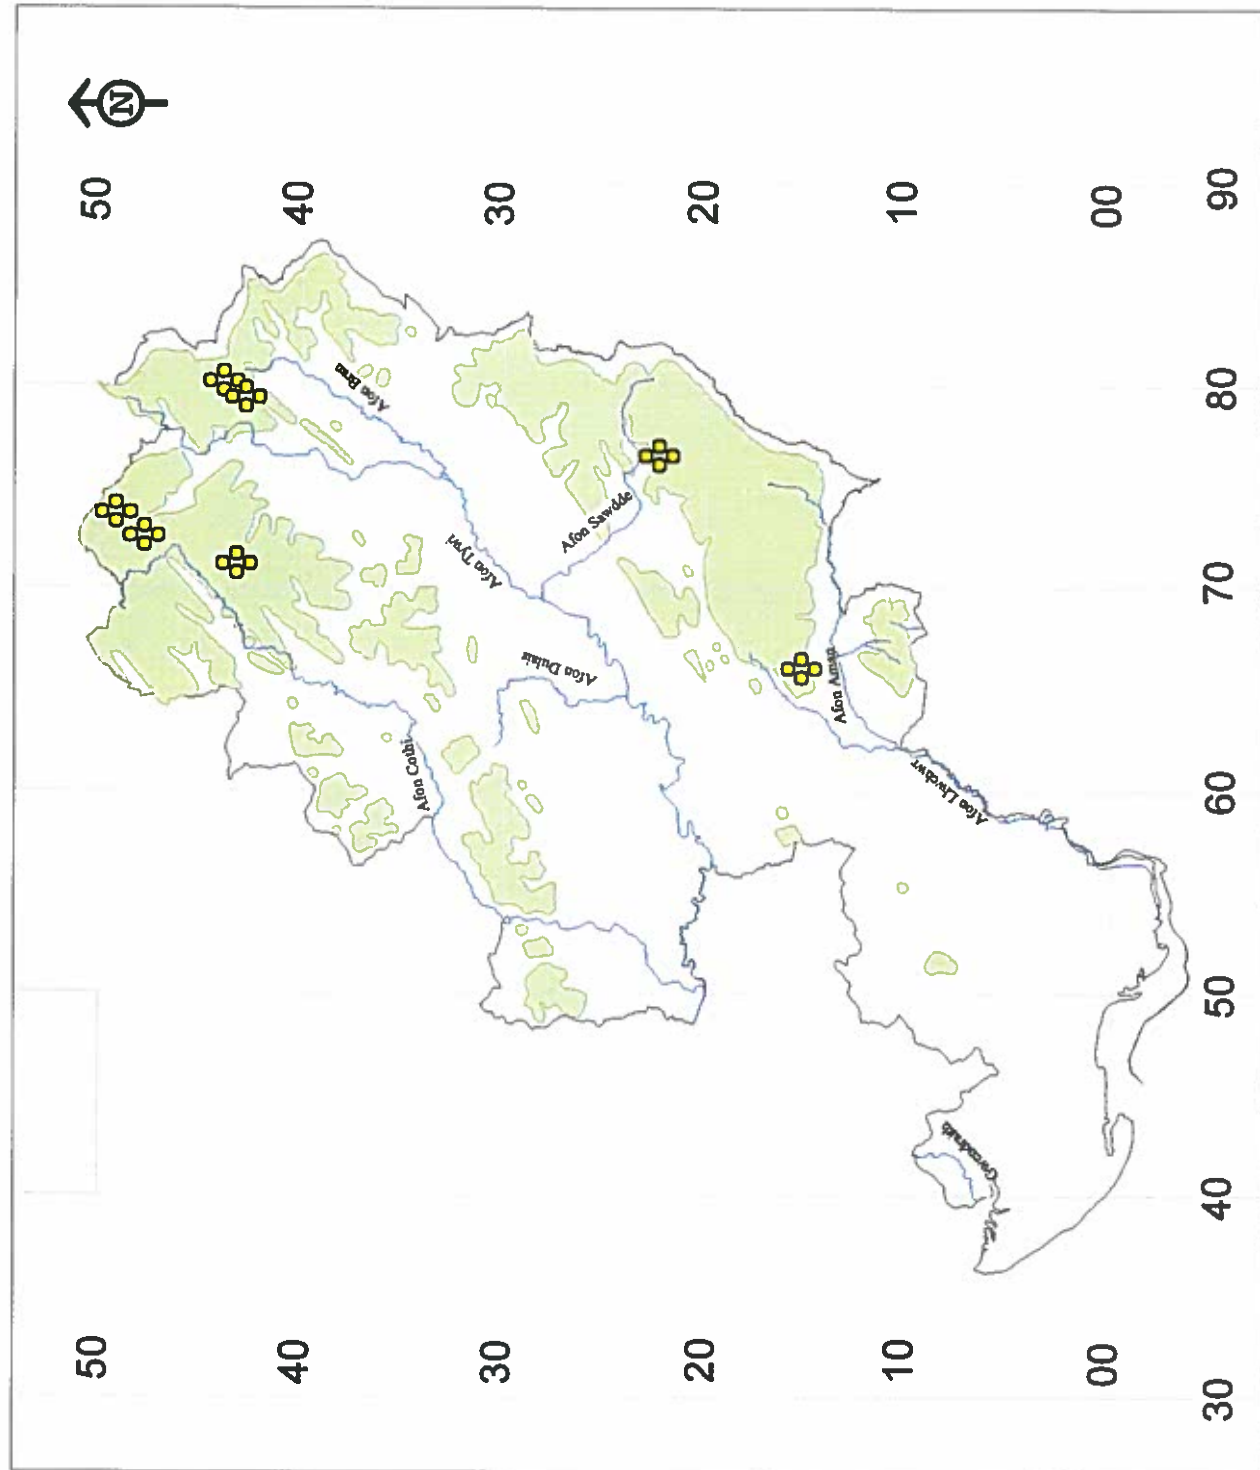 N
50 50
40 40
Afon Bran
Afon Cothi
Afon Tywi
30 30
Afon Dulais
Afon Sawdde
20 20
Afon Aman
10 10
Afon Llwchwr
Gwendraeth
00 00
30 40 50 60 70 80 90